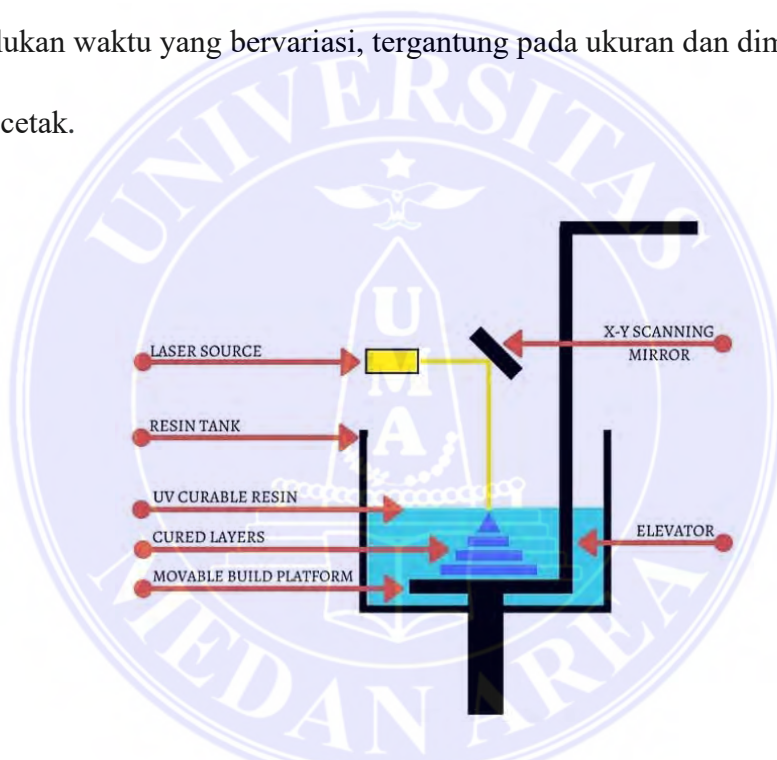 lukan waktu yang bervariasi, tergantung pada ukuran dan dim
cetak.
UNIVERSITAS
UMA
MEDAN AREA
LASER SOURCE
X-Y SCANNING
MIRROR
RESIN TANK
UV CURABLE RESIN
CURED LAYERS
ELEVATOR
MOVABLE BUILD PLATFORM